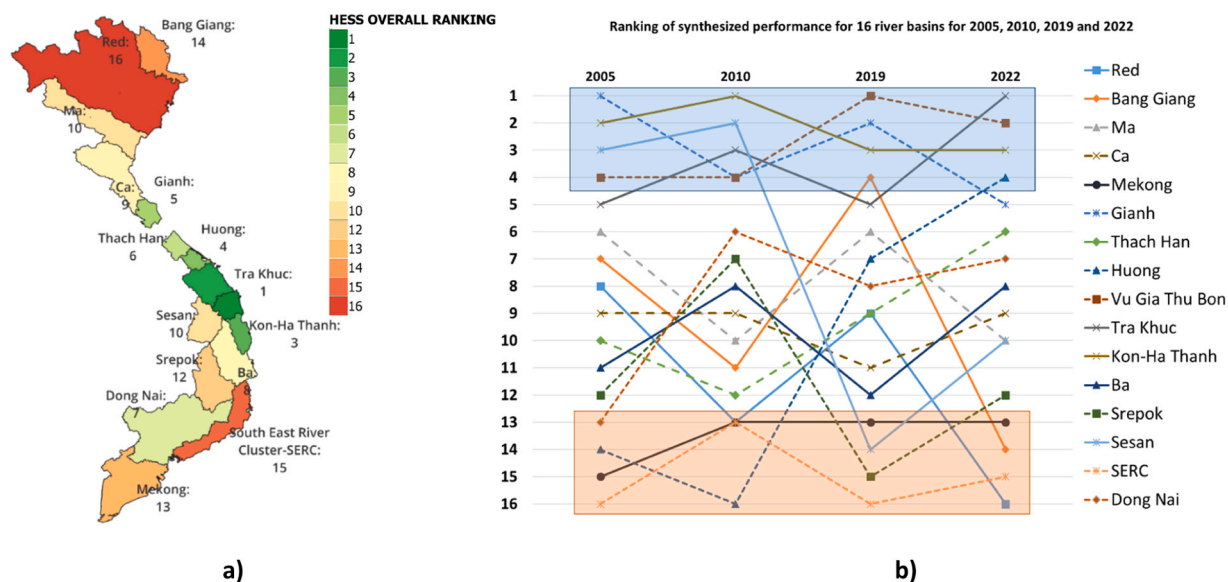 HESS OVERALL RANKING
1
2
3
4
5
6
7
8
9
10
12
13
14
15
16
Bang Giang:
14
Red:
16
Ma:
10
Ca:
9
Gianh:
5
Thach Han:
6
Huong:
4
Tra Khuc:
1
Sesan:
10
Kon-Ha Thanh:
3
Srepok:
12
Ba:
8
Dong Nai:
7
South East River
Cluster-SERC:
15
Mekong:
13
a)
Ranking of synthesized performance for 16 river basins for 2005, 2010, 2019 and 2022
2005 2010 2019 2022
1
2
3
4
5
6
7
8
9
10
11
12
13
14
15
16
Red
Bang Giang
Ma
Ca
Mekong
Gianh
Thach Han
Huong
Vu Gia Thu Bon
Tra Khuc
Kon-Ha Thanh
Ba
Srepok
Sesan
SERC
Dong Nai
b)